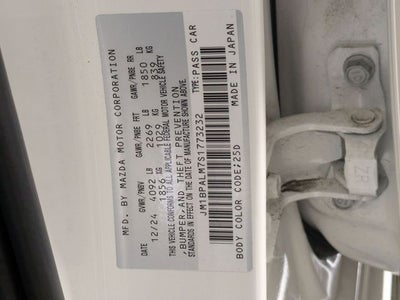 MFD. BY MAZDA MOTOR CORPORATION
DATE GVWR/PNBV GAWR/PNBE FRT GAWR/PNBE RR
12/24 4092 LB 2269 LB 1850 LB
1856 KG 1029 KG 839 KG
THIS VEHICLE CONFORMS TO ALL APPLICABLE FEDERAL MOTOR VEHICLE SAFETY
,BUMPER,AND THEFT PREVENTION
STANDARDS IN EFFECT ON THE DATE OF MANUFACTURE SHOWN ABOVE.
JM1BPALM7S1773232 TYPE:PASS CAR
BODY COLOR CODE:25D MADE IN JAPAN